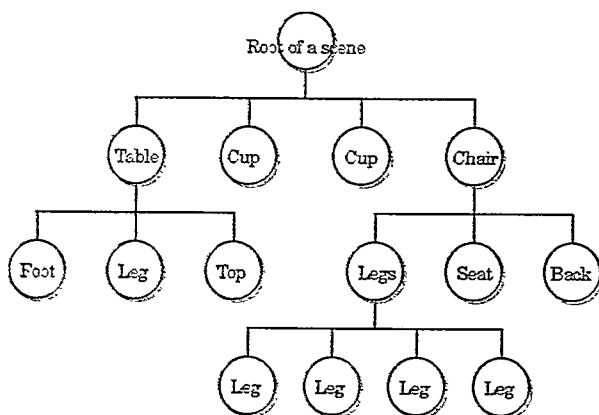 Root of a scene
Table Cup Cup Chair
Foot Leg Top Legs Seat Back
Leg Leg Leg Leg